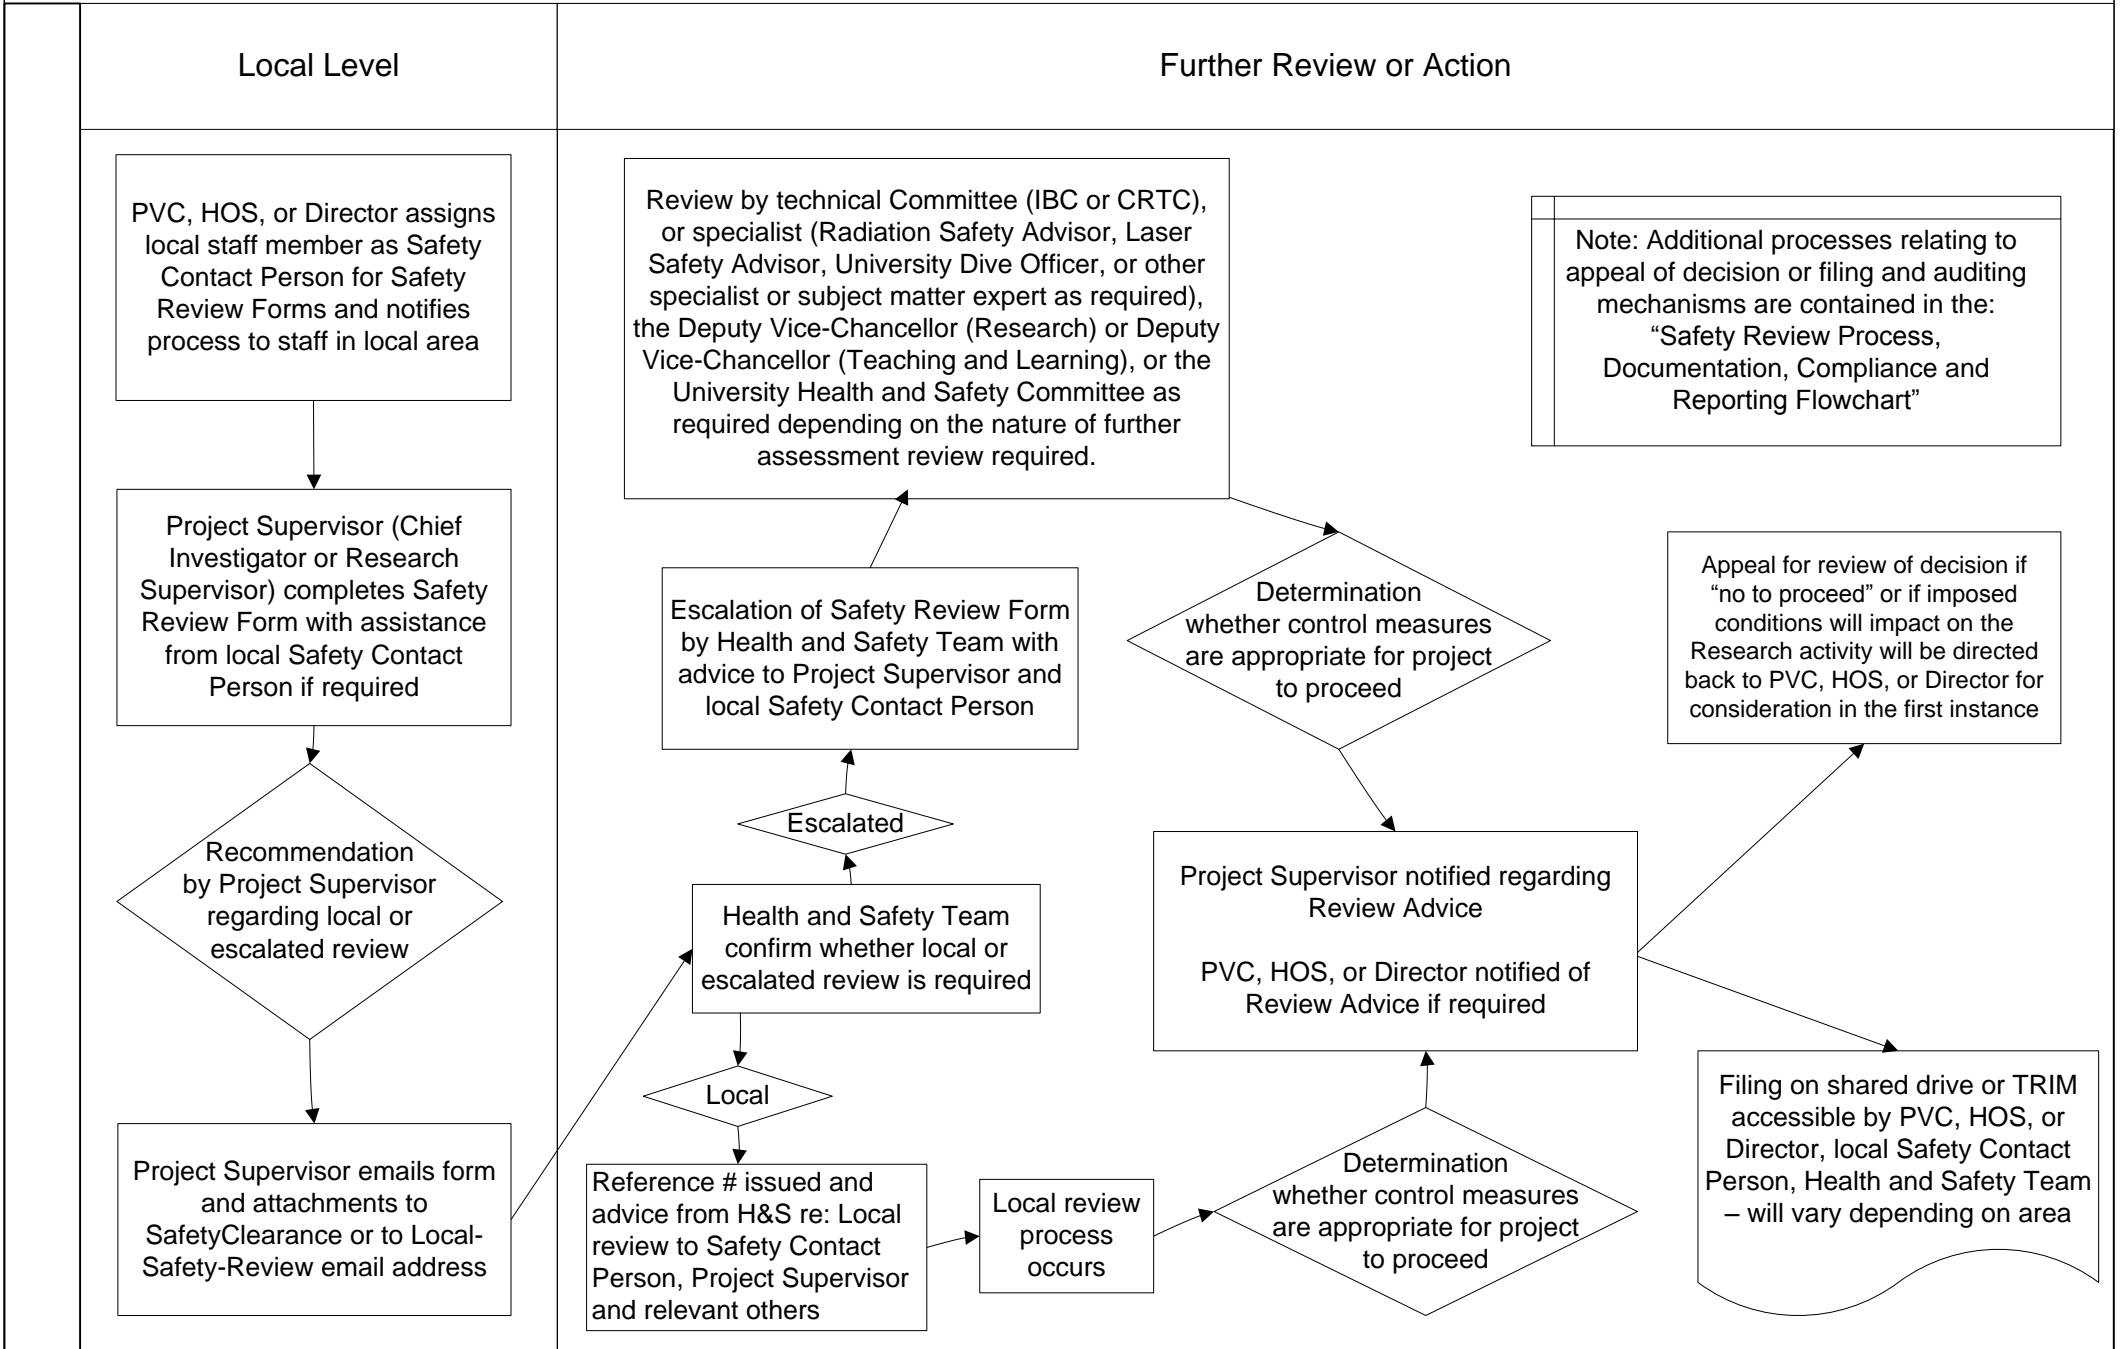 Local Level
Further Review or Action
PVC, HOS, or Director assigns
local staff member as Safety
Contact Person for Safety
Review Forms and notifies
process to staff in local area
Project Supervisor (Chief
Investigator or Research
Supervisor) completes Safety
Review Form with assistance
from local Safety Contact
Person if required
Recommendation
by Project Supervisor
regarding local or
escalated review
Project Supervisor emails form
and attachments to
SafetyClearance or to Local-
Safety-Review email address
Health and Safety Team
confirm whether local or
escalated review is required
Escalated
Escalation of Safety Review Form
by Health and Safety Team with
advice to Project Supervisor and
local Safety Contact Person
Review by technical Committee (IBC or CRTC),
or specialist (Radiation Safety Advisor, Laser
Safety Advisor, University Dive Officer, or other
specialist or subject matter expert as required),
the Deputy Vice-Chancellor (Research) or Deputy
Vice-Chancellor (Teaching and Learning), or the
University Health and Safety Committee as
required depending on the nature of further
assessment review required.
Determination
whether control measures
are appropriate for project
to proceed
Local
Reference # issued and
advice from H&S re: Local
review to Safety Contact
Person, Project Supervisor
and relevant others
Local review
process
occurs
Determination
whether control measures
are appropriate for project
to proceed
Project Supervisor notified regarding
Review Advice
PVC, HOS, or Director notified of
Review Advice if required
Note: Additional processes relating to
appeal of decision or filing and auditing
mechanisms are contained in the:
“Safety Review Process,
Documentation, Compliance and
Reporting Flowchart”
Appeal for review of decision if
“no to proceed” or if imposed
conditions will impact on the
Research activity will be directed
back to PVC, HOS, or Director for
consideration in the first instance
Filing on shared drive or TRIM
accessible by PVC, HOS, or
Director, local Safety Contact
Person, Health and Safety Team
– will vary depending on area